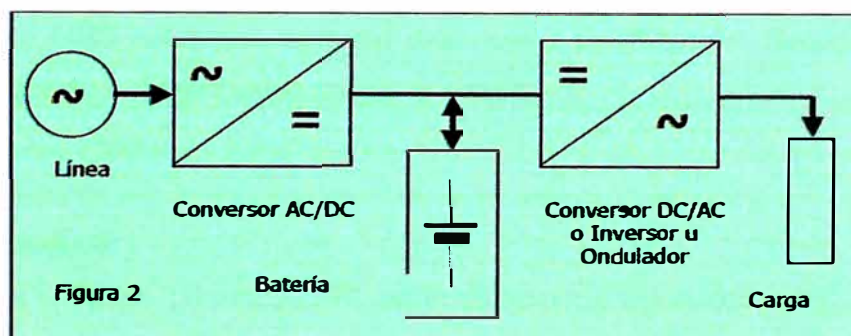 Línea
Conversor AC/DC
Conversor DC/AC
o Inversor u
Ondulador
Figura 2
Batería
Carga